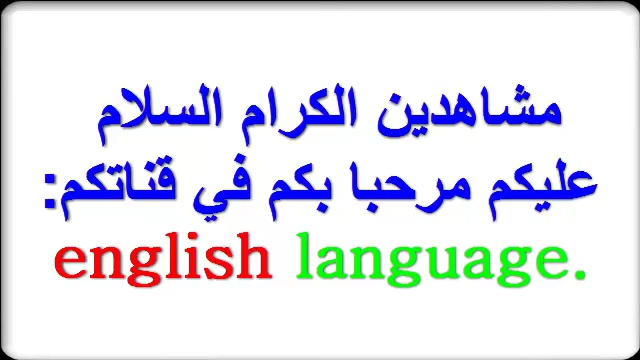 مشاهدين الكرام السلام
عليكم مرحبا بكم في قناتكم:
english language.